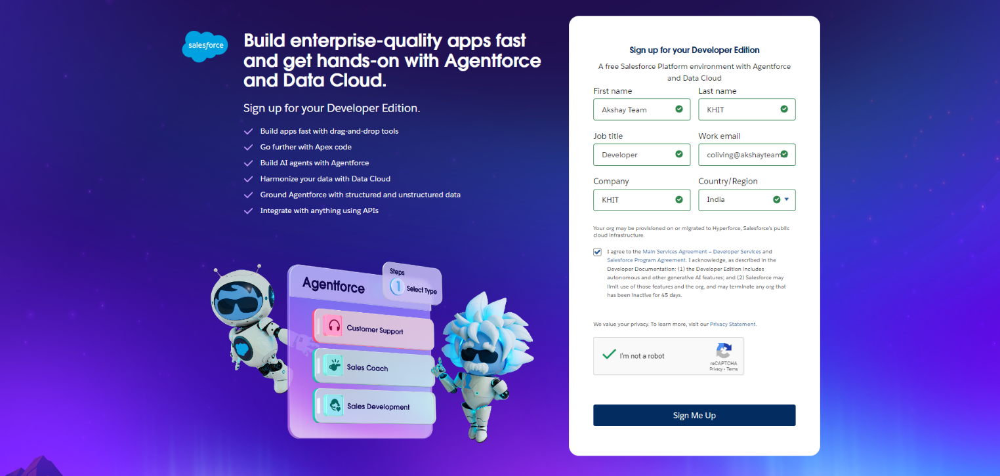 salesforce
Build enterprise-quality apps fast
and get hands-on with Agentforce
and Data Cloud.
Sign up for your Developer Edition.
Build apps fast with drag-and-drop tools
Go further with Apex code
Build AI agents with Agentforce
Harmonize your data with Data Cloud
Ground Agentforce with structured and unstructured data
Integrate with anything using APIs
Agentforce
Steps
1 Select Type
Customer Support
Sales Coach
Sales Development
Sign up for your Developer Edition
A free Salesforce Platform environment with Agentforce
and Data Cloud
First name Last name
Akshay Team KHIT
Job title Work email
Developer coliving@akshayteam
Company Country/Region
KHIT India
Your org may be provisioned on or migrated to Hyperforce, Salesforce's public
cloud infrastructure.
I agree to the Main Services Agreement – Developer Services and
Salesforce Program Agreement. I acknowledge, as described in the
Developer Documentation: (1) the Developer Edition includes
autonomous and other generative AI features; and (2) Salesforce may
limit use of those features and the org, and may terminate any org that
has been inactive for 45 days.
We value your privacy. To learn more, visit our Privacy Statement.
I'm not a robot
reCAPTCHA
Privacy - Terms
Sign Me Up